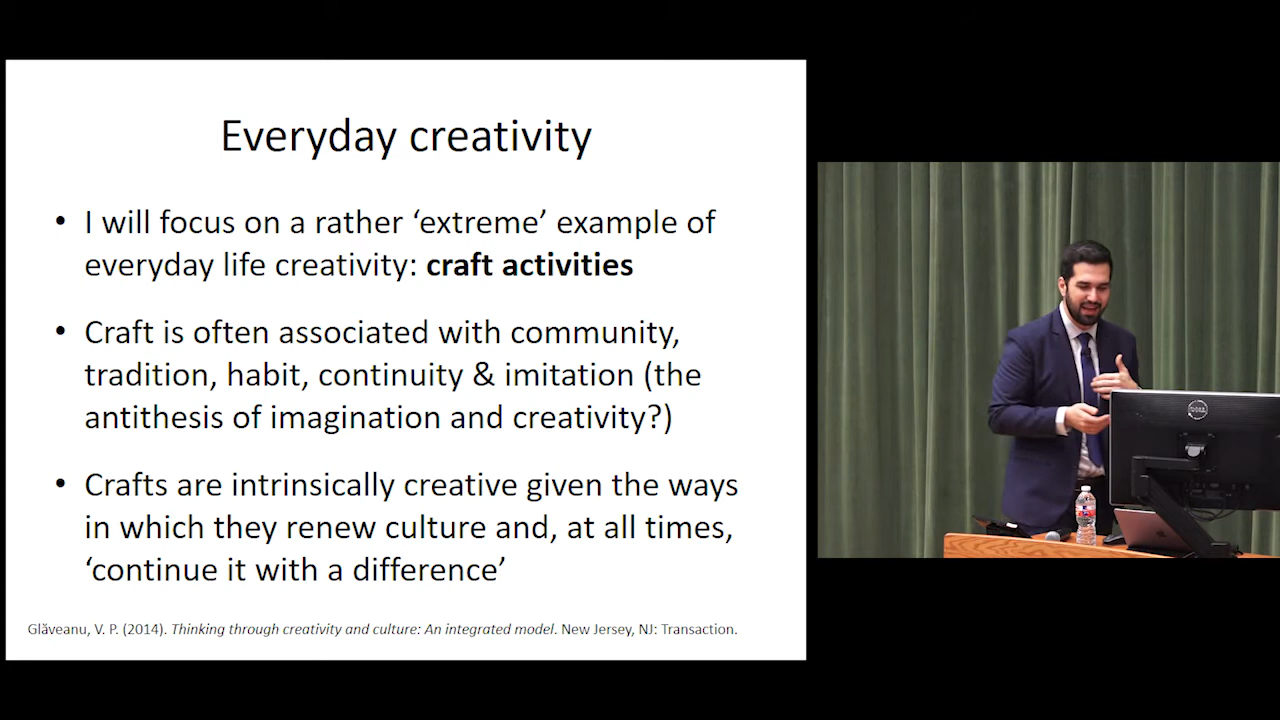 Everyday creativity
• I will focus on a rather ‘extreme’ example of
everyday life creativity: craft activities
• Craft is often associated with community,
tradition, habit, continuity & imitation (the
antithesis of imagination and creativity?)
• Crafts are intrinsically creative given the ways
in which they renew culture and, at all times,
‘continue it with a difference’
Glăveanu, V. P. (2014). Thinking through creativity and culture: An integrated model. New Jersey, NJ: Transaction.